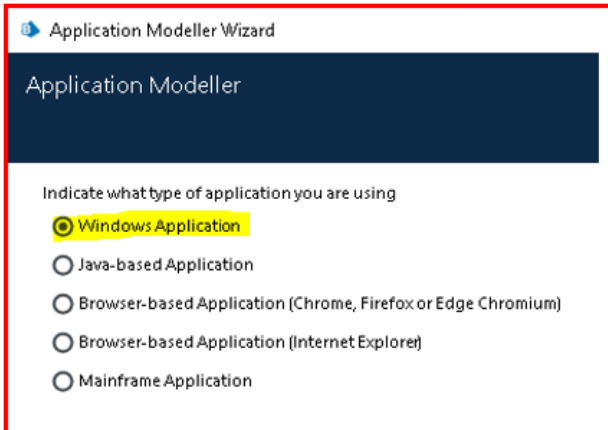 Application Modeller Wizard
Application Modeller
Indicate what type of application you are using
Windows Application
Java-based Application
Browser-based Application (Chrome, Firefox or Edge Chromium)
Browser-based Application (Internet Explorer)
Mainframe Application